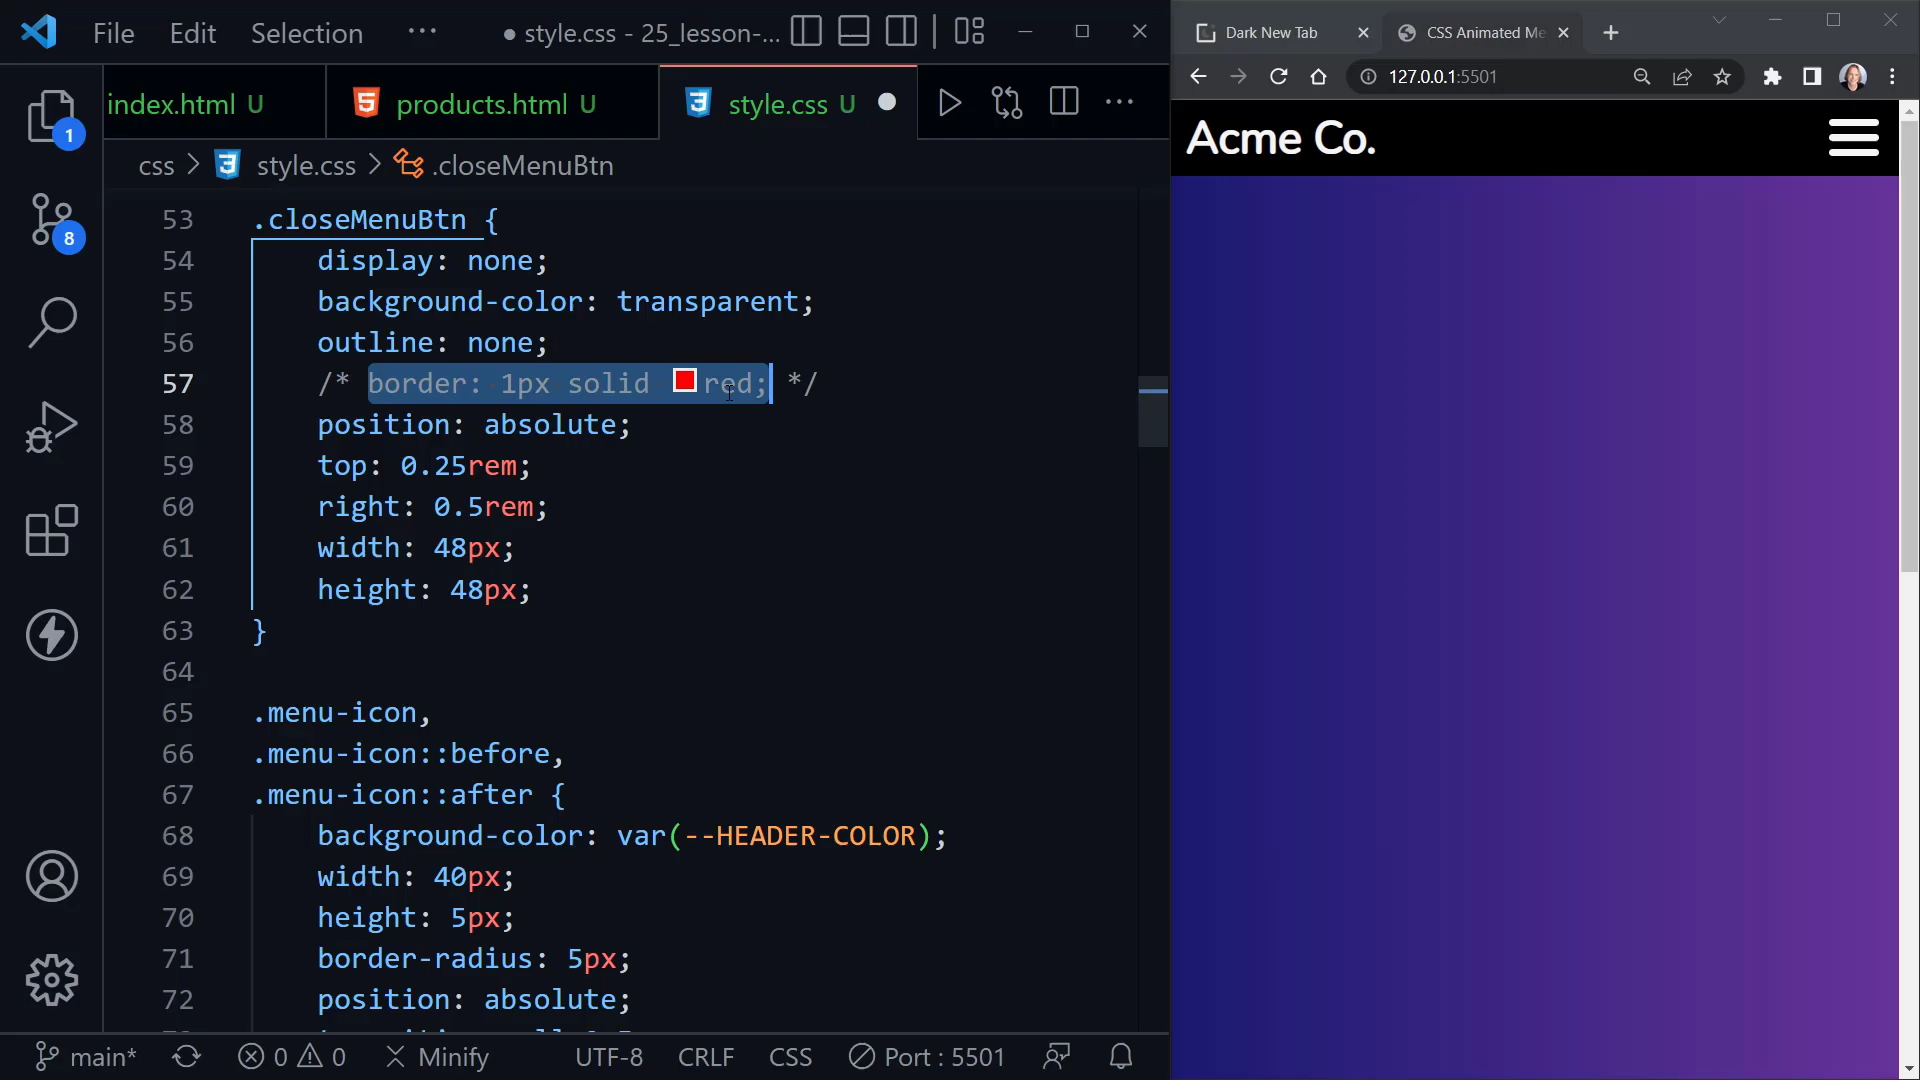 File Edit Selection ··· ● style.css - 25_lesson-...
index.html U products.html U style.css U
css > style.css > .closeMenuBtn
53 .closeMenuBtn {
54 display: none;
55 background-color: transparent;
56 outline: none;
57 /* border: 1px solid red; */
58 position: absolute;
59 top: 0.25rem;
60 right: 0.5rem;
61 width: 48px;
62 height: 48px;
63 }
64
65 .menu-icon,
66 .menu-icon::before,
67 .menu-icon::after {
68 background-color: var(--HEADER-COLOR);
69 width: 40px;
70 height: 5px;
71 border-radius: 5px;
72 position: absolute;
1
8
main* 0 0 Minify UTF-8 CRLF CSS Port : 5501
Dark New Tab CSS Animated Me
127.0.0.1:5501
Acme Co.